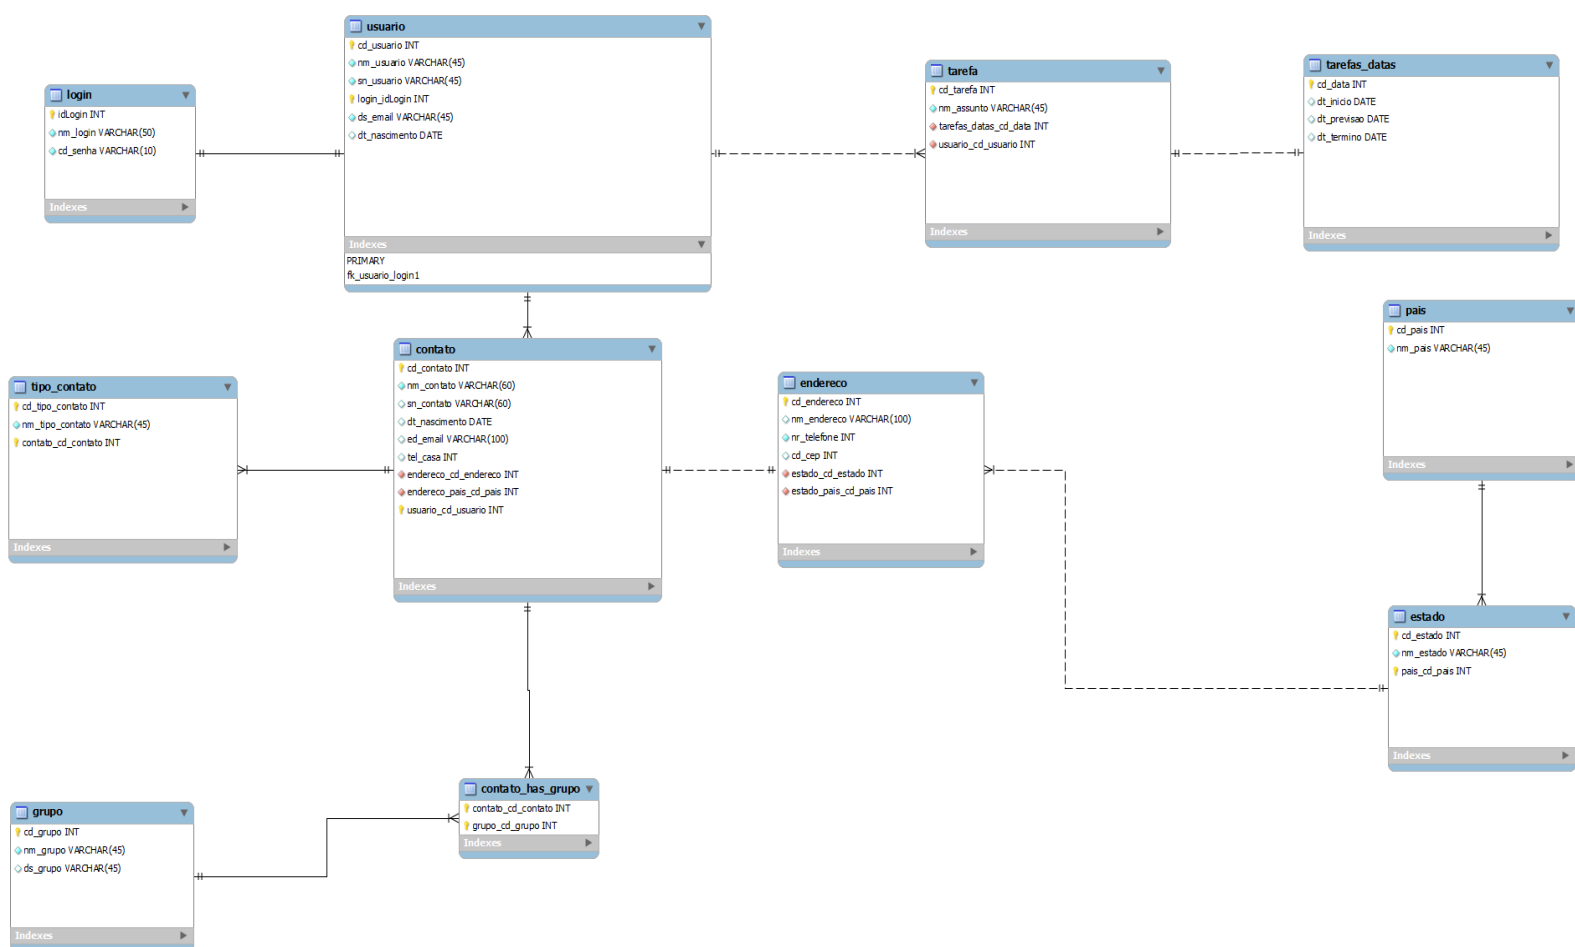 usuario
cd_usuario INT
nm_usuario VARCHAR(45)
sn_usuario VARCHAR(45)
login_idLogin INT
ds_email VARCHAR(45)
dt_nascimento DATE
Indexes
PRIMARY
fk_usuario_login1
login
idLogin INT
nm_login VARCHAR(50)
cd_senha VARCHAR(10)
Indexes
tarefa
cd_tarefa INT
nm_assunto VARCHAR(45)
tarefas_datas_cd_data INT
usuario_cd_usuario INT
Indexes
tarefas_datas
cd_data INT
dt_inicio DATE
dt_previsao DATE
dt_termino DATE
Indexes
pais
cd_pais INT
nm_pais VARCHAR(45)
Indexes
contato
cd_contato INT
nm_contato VARCHAR(60)
sn_contato VARCHAR(60)
dt_nascimento DATE
ed_email VARCHAR(100)
tel_casa INT
endereco_cd_endereco INT
endereco_pais_cd_pais INT
usuario_cd_usuario INT
Indexes
tipo_contato
cd_tipo_contato INT
nm_tipo_contato VARCHAR(45)
contato_cd_contato INT
Indexes
endereco
cd_endereco INT
nm_endereco VARCHAR(100)
nr_telefone INT
cd_cep INT
estado_cd_estado INT
estado_pais_cd_pais INT
Indexes
estado
cd_estado INT
nm_estado VARCHAR(45)
pais_cd_pais INT
Indexes
contato_has_grupo
contato_cd_contato INT
grupo_cd_grupo INT
Indexes
grupo
cd_grupo INT
nm_grupo VARCHAR(45)
ds_grupo VARCHAR(45)
Indexes